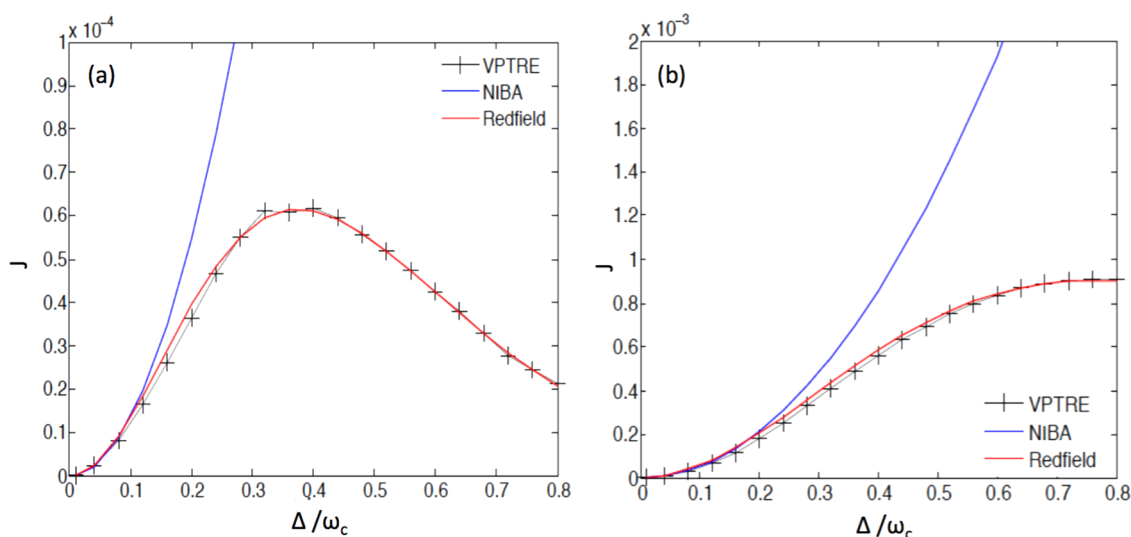 1 x 10⁻⁴
(a)
VPTRE
NIBA
Redfield
0.9
0.8
0.7
0.6
0.5
0.4
0.3
0.2
0.1
0
J
0 0.1 0.2 0.3 0.4 0.5 0.6 0.7 0.8
Δ /ωc
2 x 10⁻³
(b)
1.8
1.6
1.4
1.2
1
0.8
0.6
0.4
0.2
0
J
VPTRE
NIBA
Redfield
0 0.1 0.2 0.3 0.4 0.5 0.6 0.7 0.8
Δ /ωc